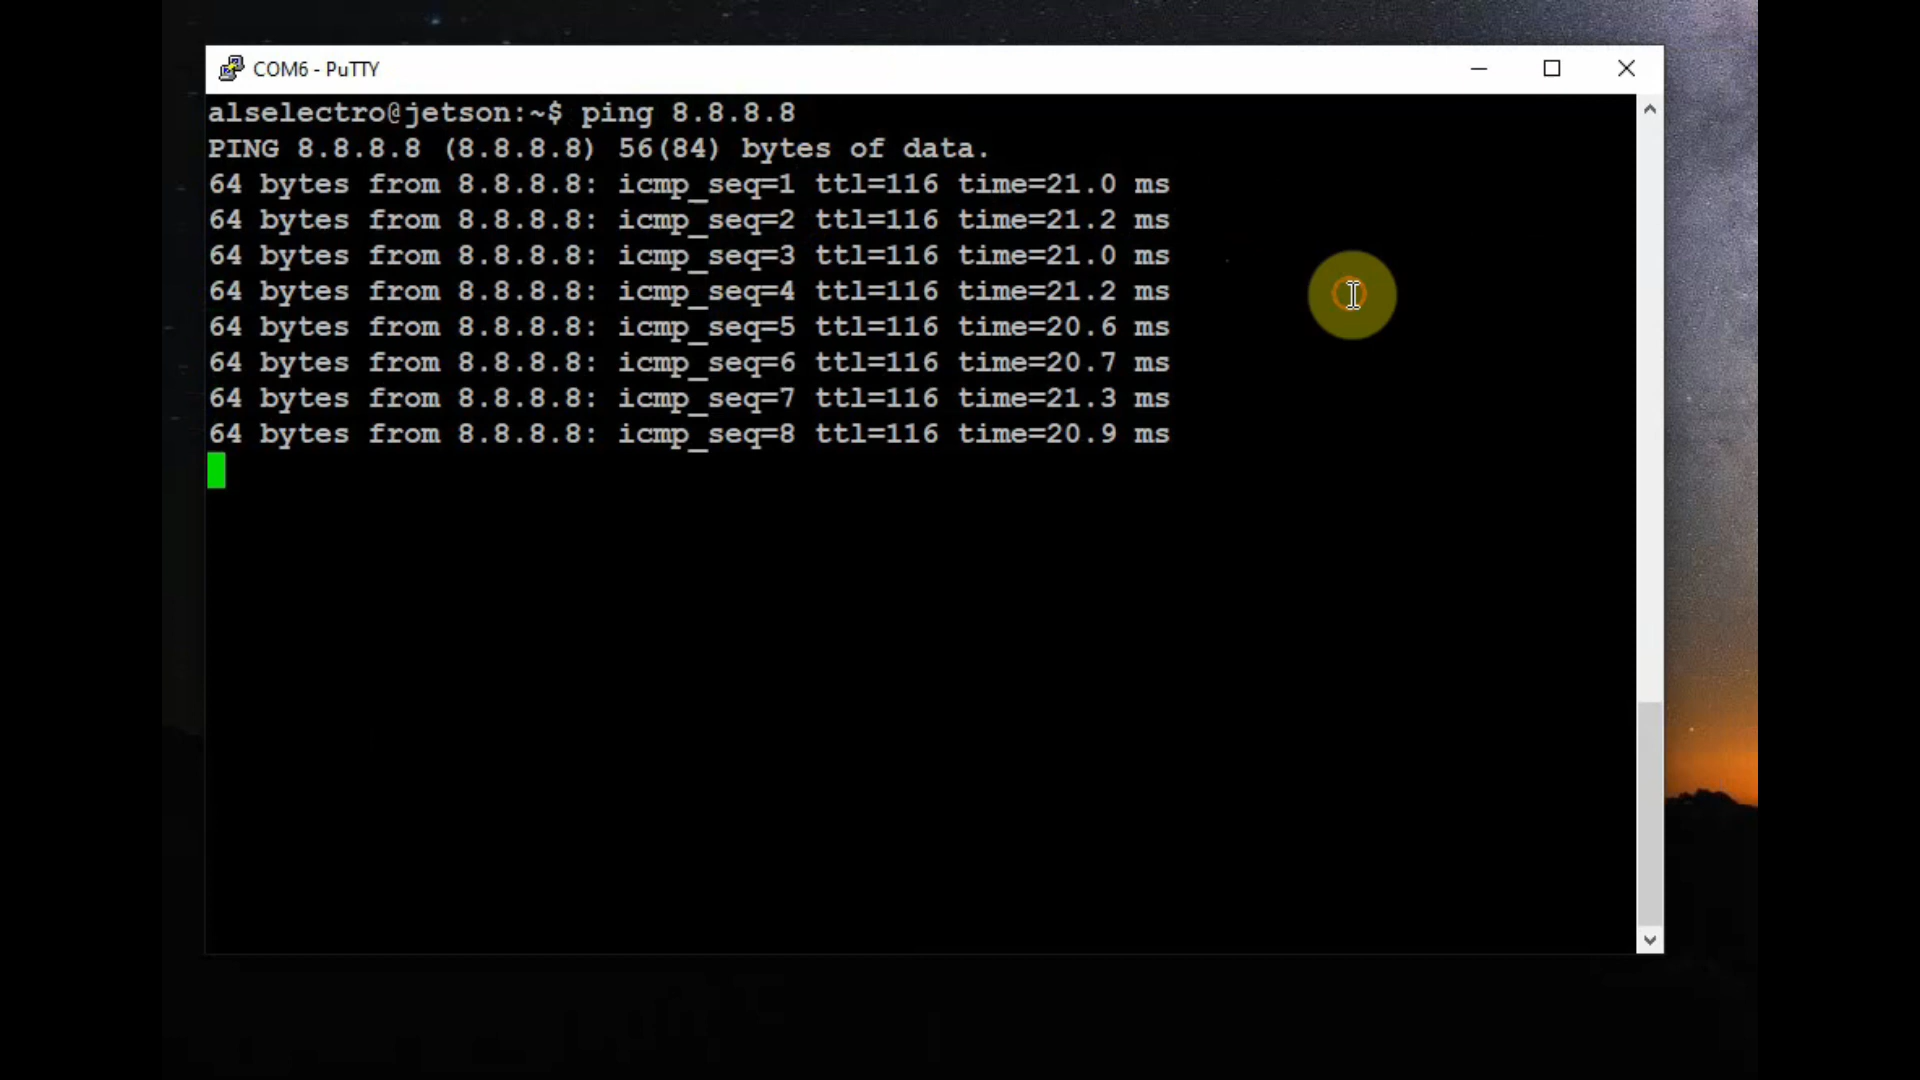 COM6 - PuTTY
alselectro@jetson:~$ ping 8.8.8.8
PING 8.8.8.8 (8.8.8.8) 56(84) bytes of data.
64 bytes from 8.8.8.8: icmp_seq=1 ttl=116 time=21.0 ms
64 bytes from 8.8.8.8: icmp_seq=2 ttl=116 time=21.2 ms
64 bytes from 8.8.8.8: icmp_seq=3 ttl=116 time=21.0 ms
64 bytes from 8.8.8.8: icmp_seq=4 ttl=116 time=21.2 ms
64 bytes from 8.8.8.8: icmp_seq=5 ttl=116 time=20.6 ms
64 bytes from 8.8.8.8: icmp_seq=6 ttl=116 time=20.7 ms
64 bytes from 8.8.8.8: icmp_seq=7 ttl=116 time=21.3 ms
64 bytes from 8.8.8.8: icmp_seq=8 ttl=116 time=20.9 ms